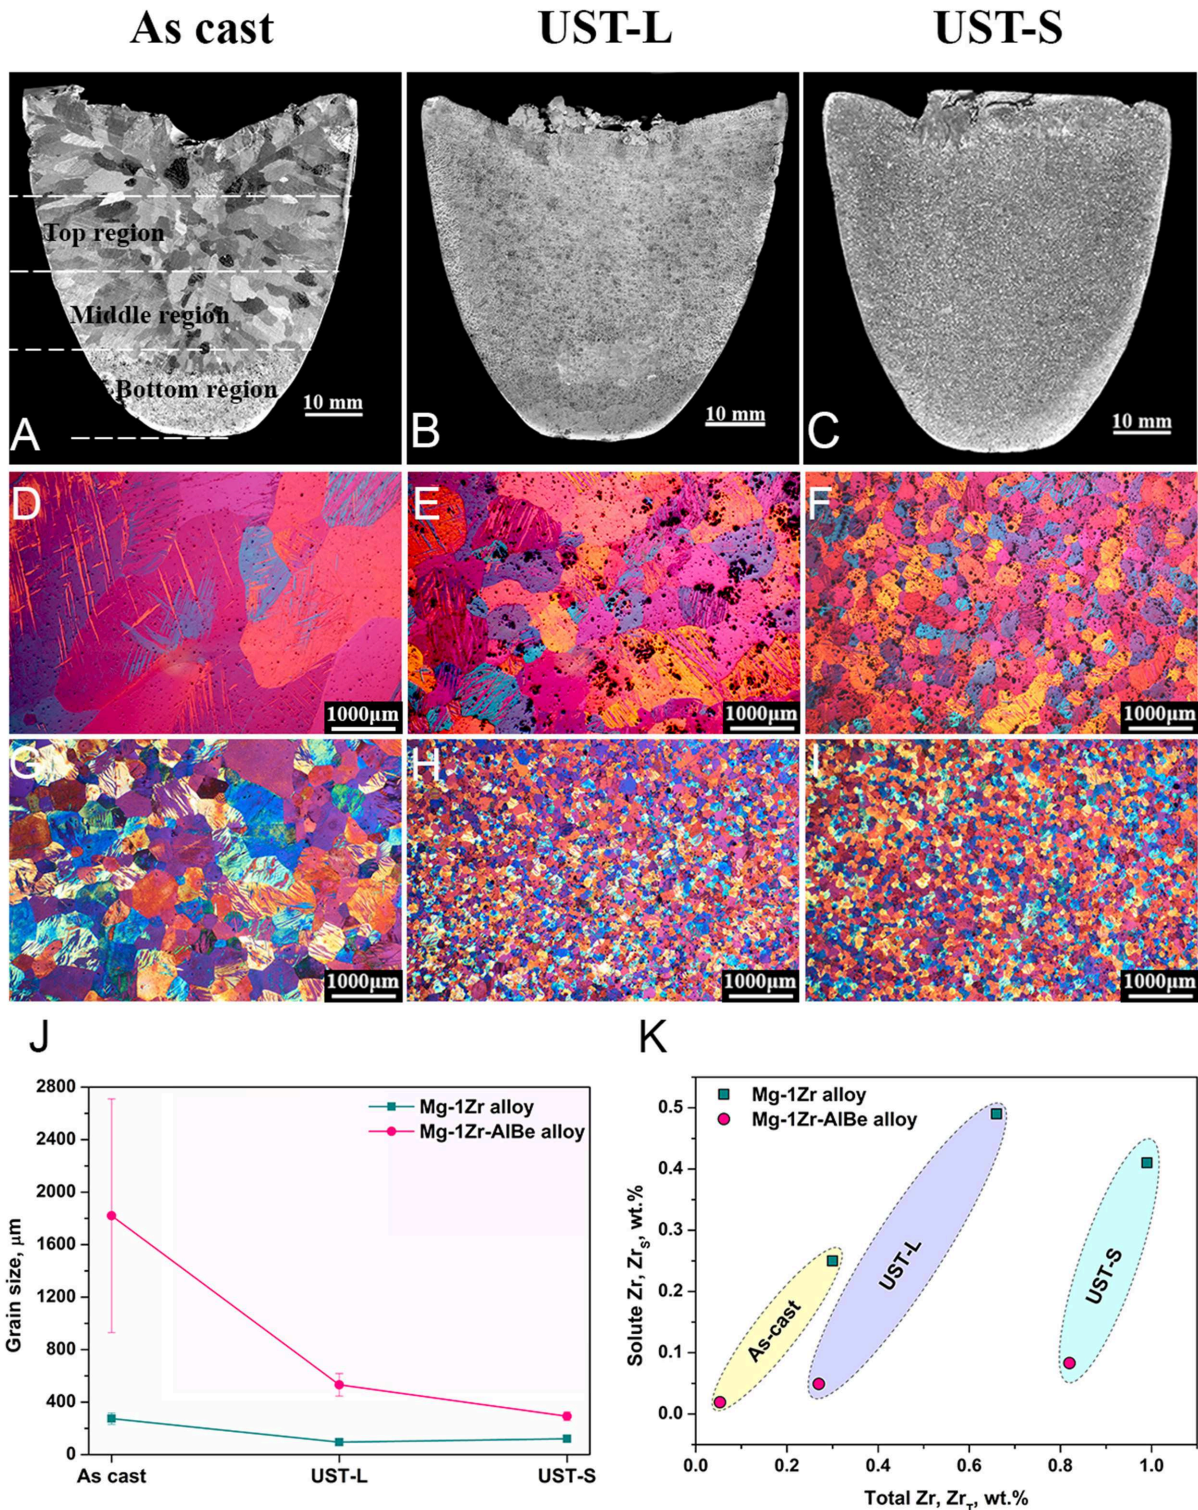 As cast
UST-L
UST-S
Top region
Middle region
Bottom region
10 mm
A
10 mm
B
10 mm
C
D
1000μm
E
1000μm
F
1000μm
G
1000μm
H
1000μm
I
1000μm
J
2800
2400
2000
1600
1200
800
400
0
Grain size, μm
Mg-1Zr alloy
Mg-1Zr-AlBe alloy
As cast
UST-L
UST-S
K
0.5
0.4
0.3
0.2
0.1
0.0
Solute Zr, Zrs, wt.%
Mg-1Zr alloy
Mg-1Zr-AlBe alloy
As-cast
UST-L
UST-S
0.0
0.2
0.4
0.6
0.8
1.0
Total Zr, ZrT, wt.%